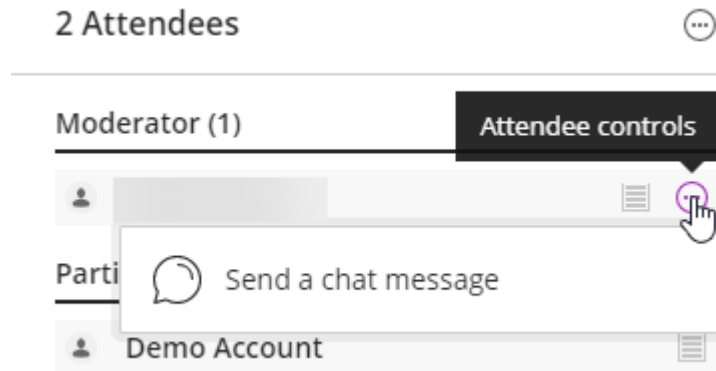 2 Attendees
Moderator (1)
Attendee controls
Send a chat message
Parti
Demo Account